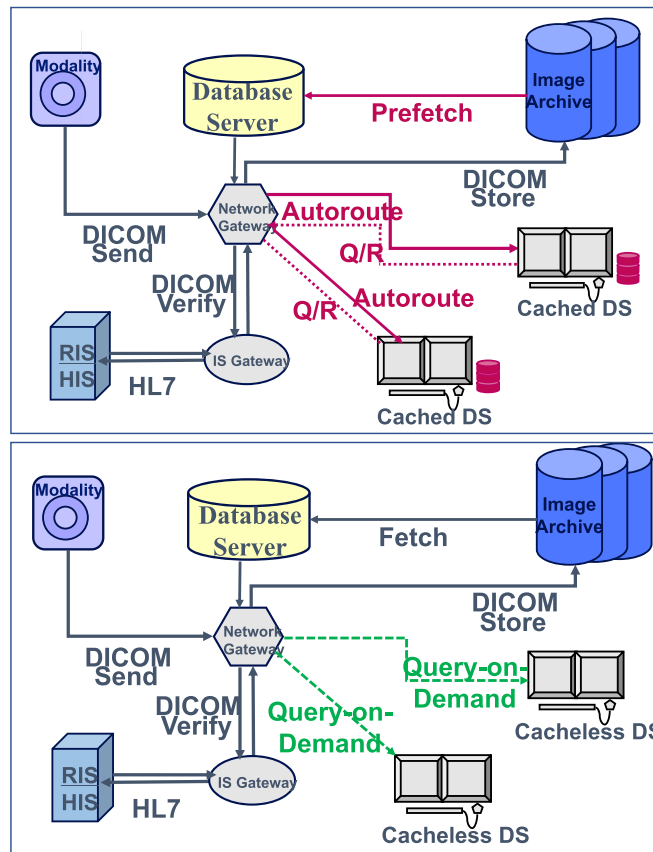 Modality
Database
Server
Prefetch
Image
Archive
DICOM
Store
Network
Gateway
Autoroute
DICOM
Send
Q/R
DICOM
Verify
Autoroute
Q/R
Cached DS
RIS
HIS
IS Gateway
HL7
Cached DS
Modality
Database
Server
Fetch
Image
Archive
DICOM
Store
Network
Gateway
DICOM
Send
Query-on-
Demand
DICOM
Verify
Query-on-
Demand
Cacheless DS
RIS
HIS
IS Gateway
HL7
Cacheless DS